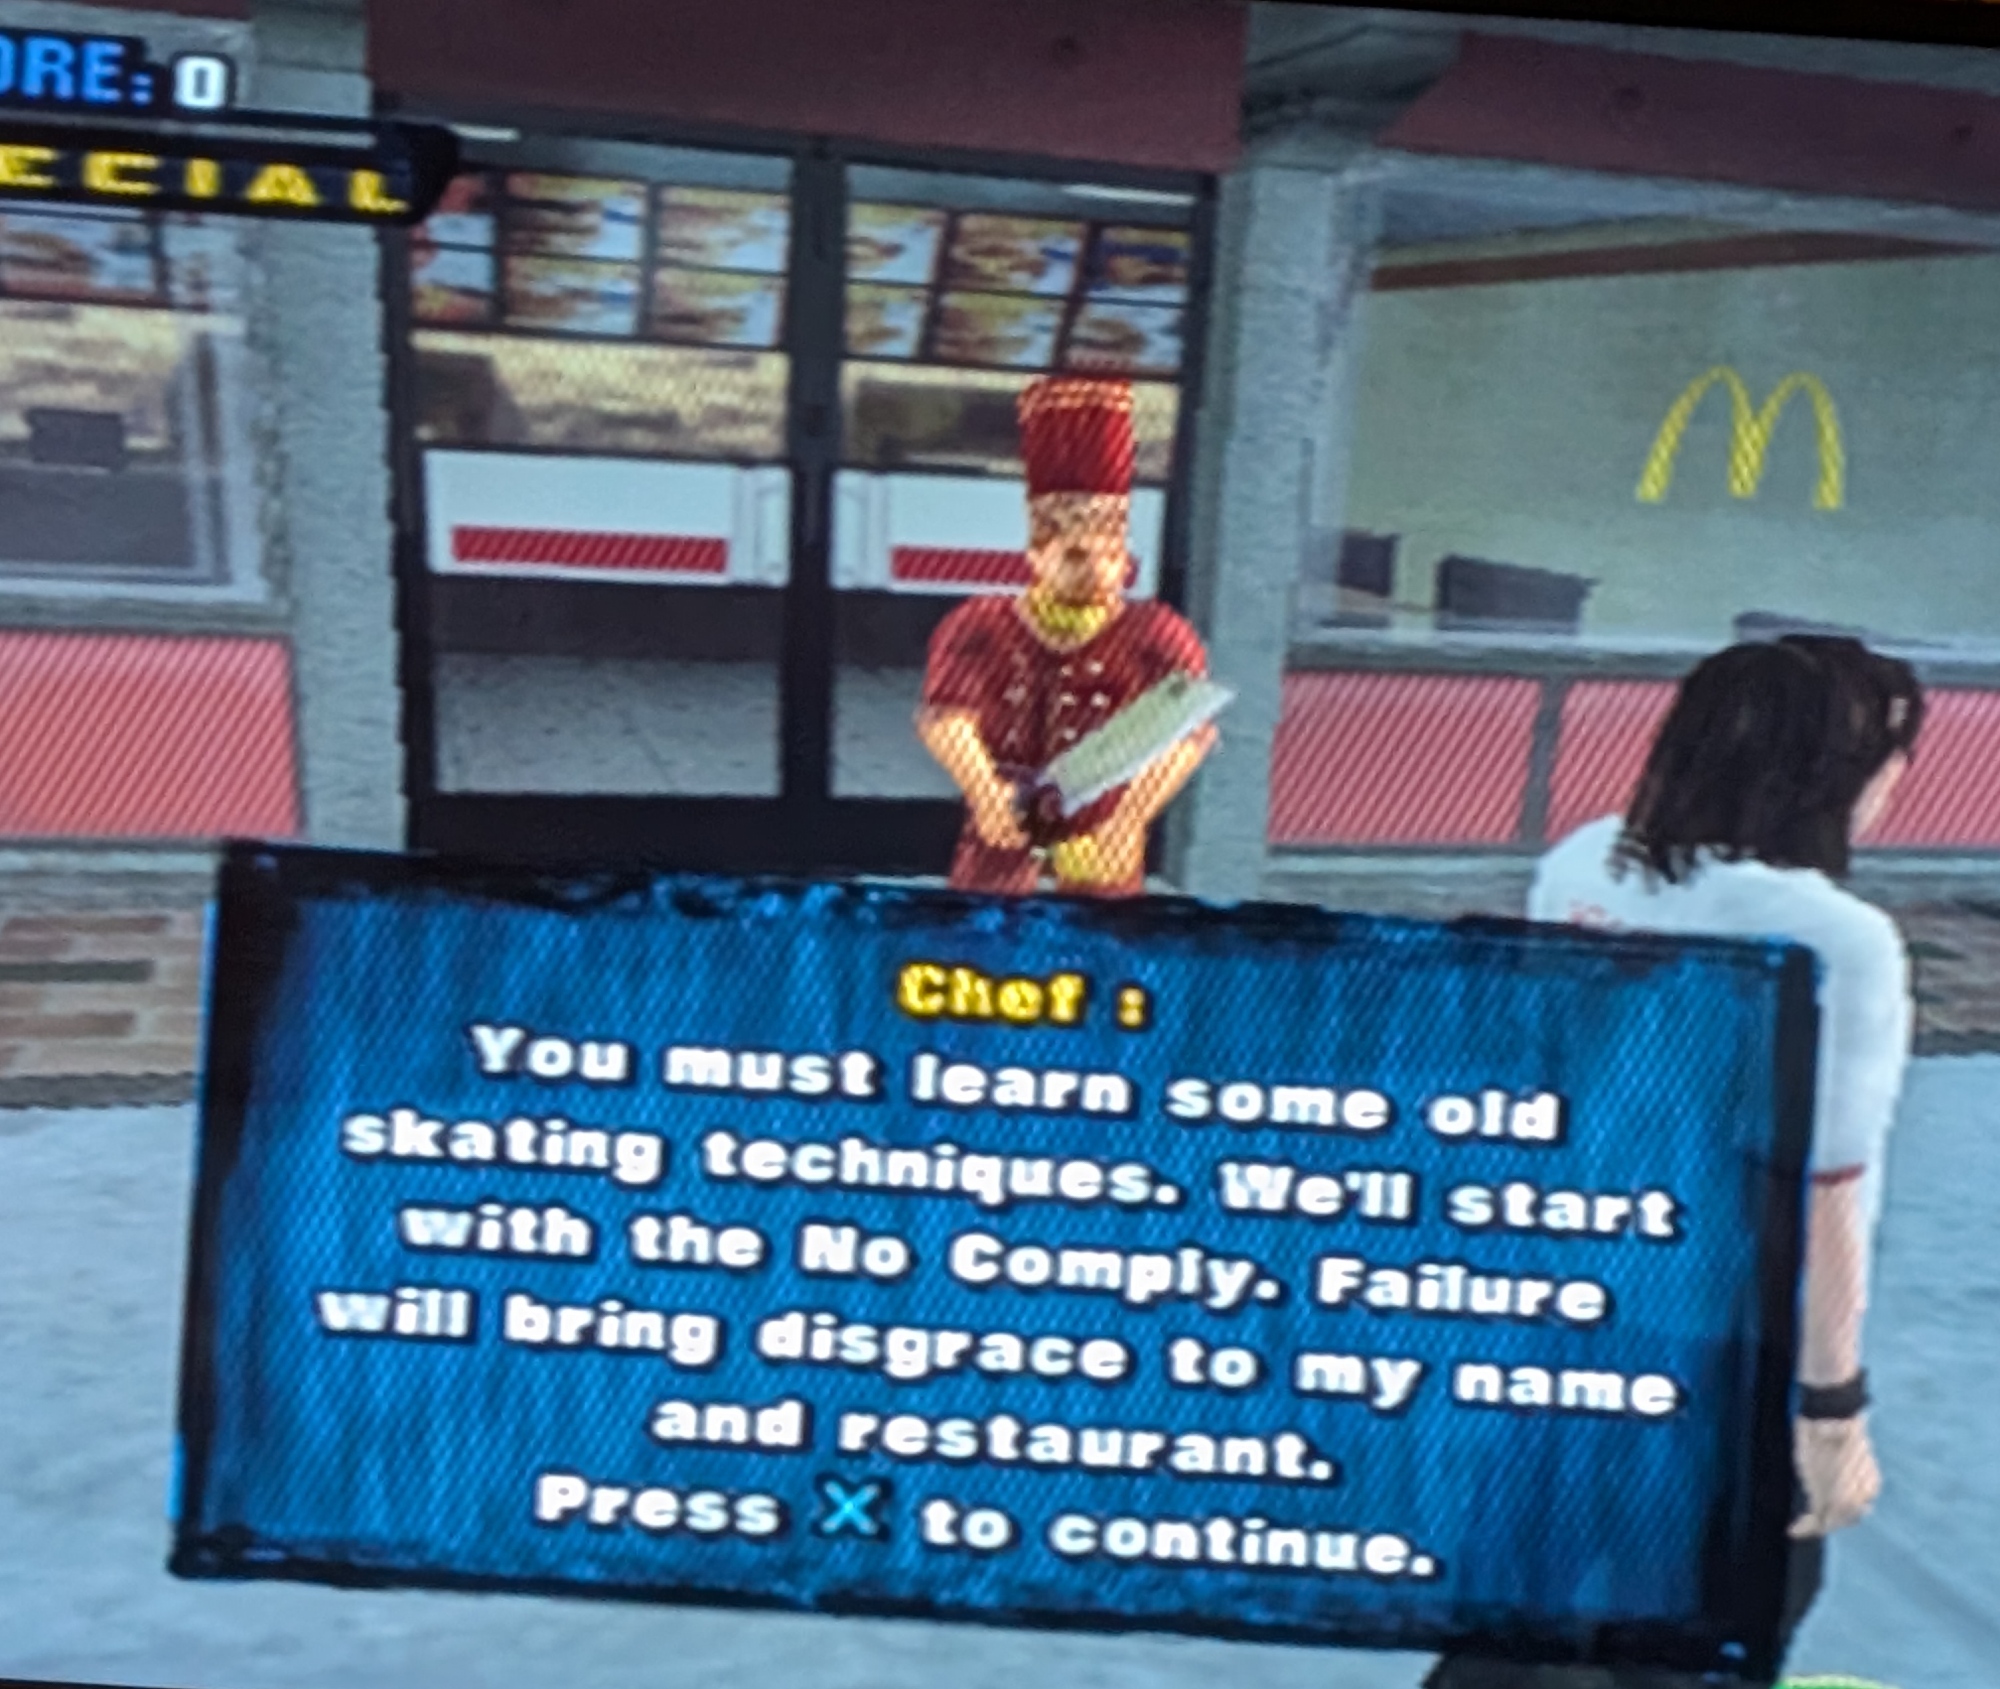 ORE: 0
ECIAL
M
Chef :
You must learn some old
skating techniques. We'll start
with the No Comply. Failure
will bring disgrace to my name
and restaurant.
Press X to continue.